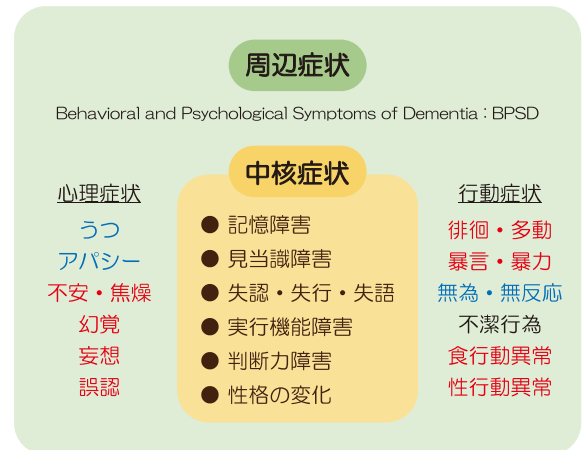 周辺症状
Behavioral and Psychological Symptoms of Dementia：BPSD
心理症状
うつ
アパシー
不安・焦燥
幻覚
妄想
誤認
中核症状
● 記憶障害
● 見当識障害
● 失認・失行・失語
● 実行機能障害
● 判断力障害
● 性格の変化
行動症状
徘徊・多動
暴言・暴力
無為・無反応
不潔行為
食行動異常
性行動異常